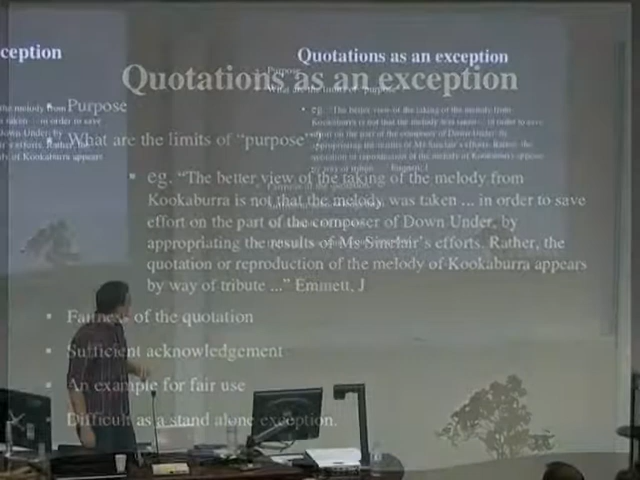 ception
Quotations as an exception
Quotations as an exception
Purpose
What are the limits of "purpose"
eg. "The better view of the taking of the melody from
Kookaburra is not that the melody was taken ... in order to save
effort on the part of the composer of Down Under, by
appropriating the results of Ms Sinclair's efforts. Rather, the
quotation or reproduction of the melody of Kookaburra appears
by way of tribute ..." Emmett, J
Fairness of the quotation
Sufficient acknowledgement
An example for fair use
Difficult as a stand alone exception.